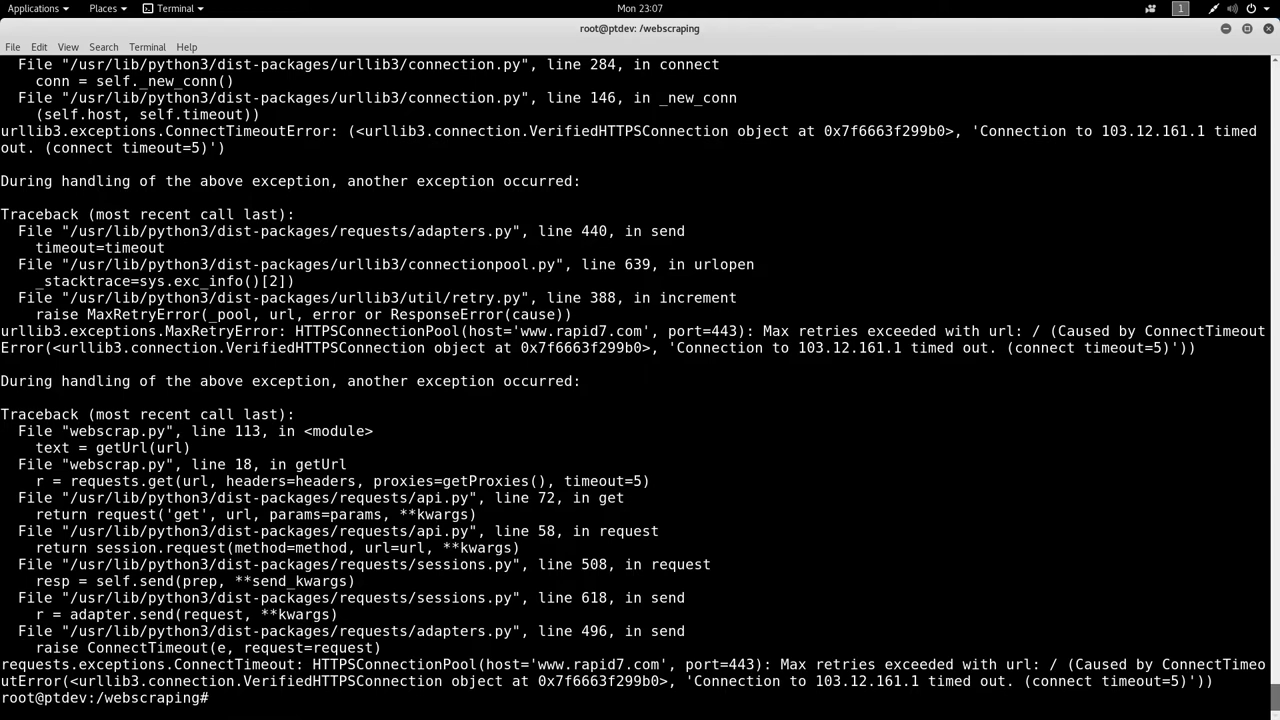 Applications Places Terminal Mon 23:07 1
root@ptdev: /webscraping
File Edit View Search Terminal Help
File "/usr/lib/python3/dist-packages/urllib3/connection.py", line 284, in connect
conn = self._new_conn()
File "/usr/lib/python3/dist-packages/urllib3/connection.py", line 146, in _new_conn
(self.host, self.timeout))
urllib3.exceptions.ConnectTimeoutError: (<urllib3.connection.VerifiedHTTPSConnection object at 0x7f6663f299b0>, 'Connection to 103.12.161.1 timed
out. (connect timeout=5)')
During handling of the above exception, another exception occurred:
Traceback (most recent call last):
File "/usr/lib/python3/dist-packages/requests/adapters.py", line 440, in send
timeout=timeout
File "/usr/lib/python3/dist-packages/urllib3/connectionpool.py", line 639, in urlopen
_stacktrace=sys.exc_info()[2])
File "/usr/lib/python3/dist-packages/urllib3/util/retry.py", line 388, in increment
raise MaxRetryError(_pool, url, error or ResponseError(cause))
urllib3.exceptions.MaxRetryError: HTTPSConnectionPool(host='www.rapid7.com', port=443): Max retries exceeded with url: / (Caused by ConnectTimeout
Error(<urllib3.connection.VerifiedHTTPSConnection object at 0x7f6663f299b0>, 'Connection to 103.12.161.1 timed out. (connect timeout=5)'))
During handling of the above exception, another exception occurred:
Traceback (most recent call last):
File "webscrap.py", line 113, in <module>
text = getUrl(url)
File "webscrap.py", line 18, in getUrl
r = requests.get(url, headers=headers, proxies=getProxies(), timeout=5)
File "/usr/lib/python3/dist-packages/requests/api.py", line 72, in get
return request('get', url, params=params, **kwargs)
File "/usr/lib/python3/dist-packages/requests/api.py", line 58, in request
return session.request(method=method, url=url, **kwargs)
File "/usr/lib/python3/dist-packages/requests/sessions.py", line 508, in request
resp = self.send(prep, **send_kwargs)
File "/usr/lib/python3/dist-packages/requests/sessions.py", line 618, in send
r = adapter.send(request, **kwargs)
File "/usr/lib/python3/dist-packages/requests/adapters.py", line 496, in send
raise ConnectTimeout(e, request=request)
requests.exceptions.ConnectTimeout: HTTPSConnectionPool(host='www.rapid7.com', port=443): Max retries exceeded with url: / (Caused by ConnectTimeo
utError(<urllib3.connection.VerifiedHTTPSConnection object at 0x7f6663f299b0>, 'Connection to 103.12.161.1 timed out. (connect timeout=5)'))
root@ptdev:/webscraping#